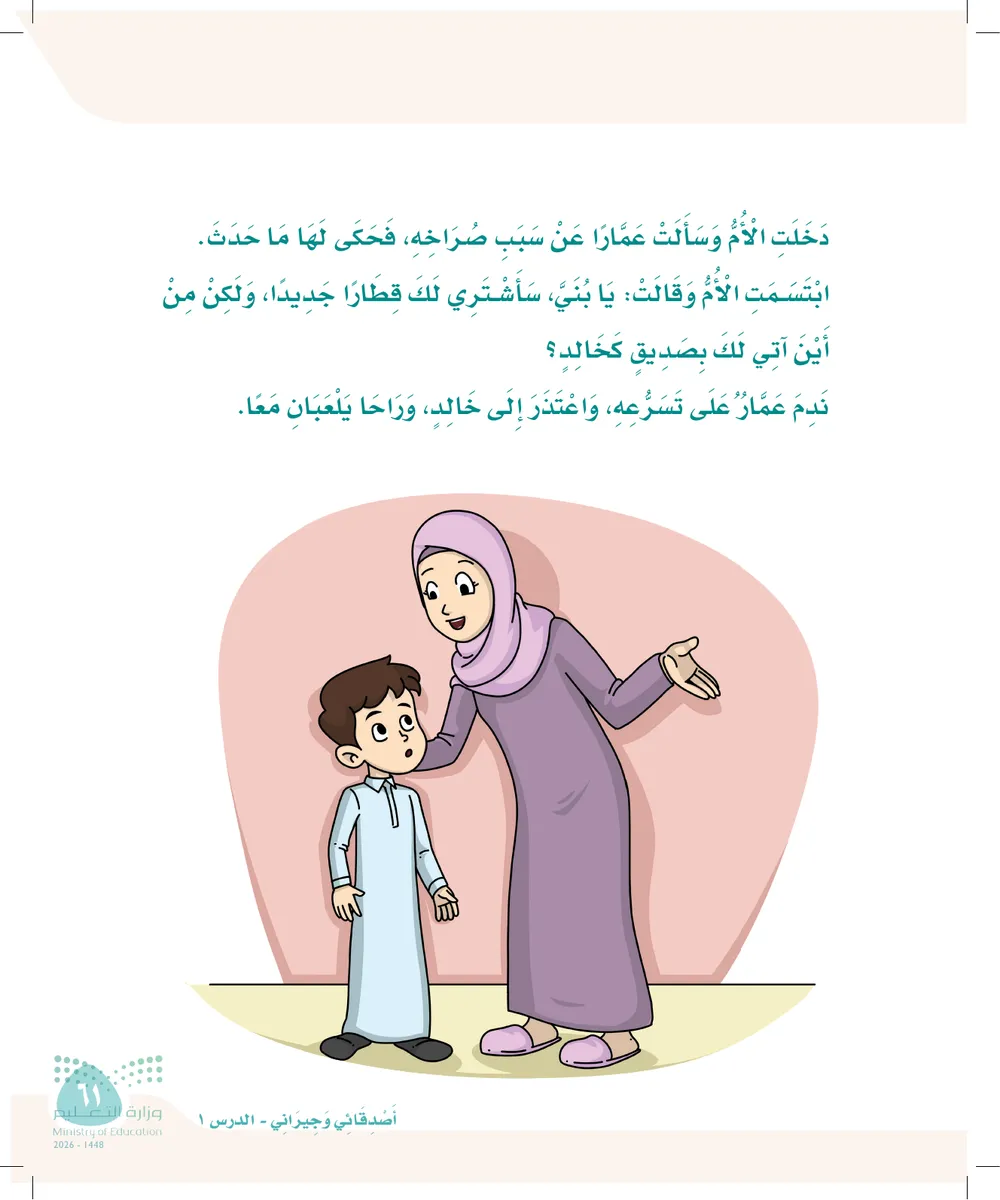 دَخَلَتِ الْأُمُّ وَسَأَلَتْ عَمَّارًا عَنْ سَبَبِ صُرَاخِهِ، فَحَكَى لَهَا مَا حَدَثَ.
ابْتَسَمَتِ الْأُمُّ وَقَالَتْ: يَا بُنَيَّ، سَأَشْتَرِي لَكَ قِطَارًا جَدِيدًا، وَلَكِنْ مِنْ
أَيْنَ آتِي لَكَ بِصَدِيقٍ كَخَالِدٍ؟
نَدِمَ عَمَّارٌ عَلَى تَسَرُّعِهِ، وَاعْتَذَرَ إِلَى خَالِدٍ، وَرَاحَا يَلْعَبَانِ مَعًا.
أَصْدِقَائِي وَجِيرَانِي - الدرس ١
٦١
وزارة التعليم
Ministry of Education
2026 - 1448